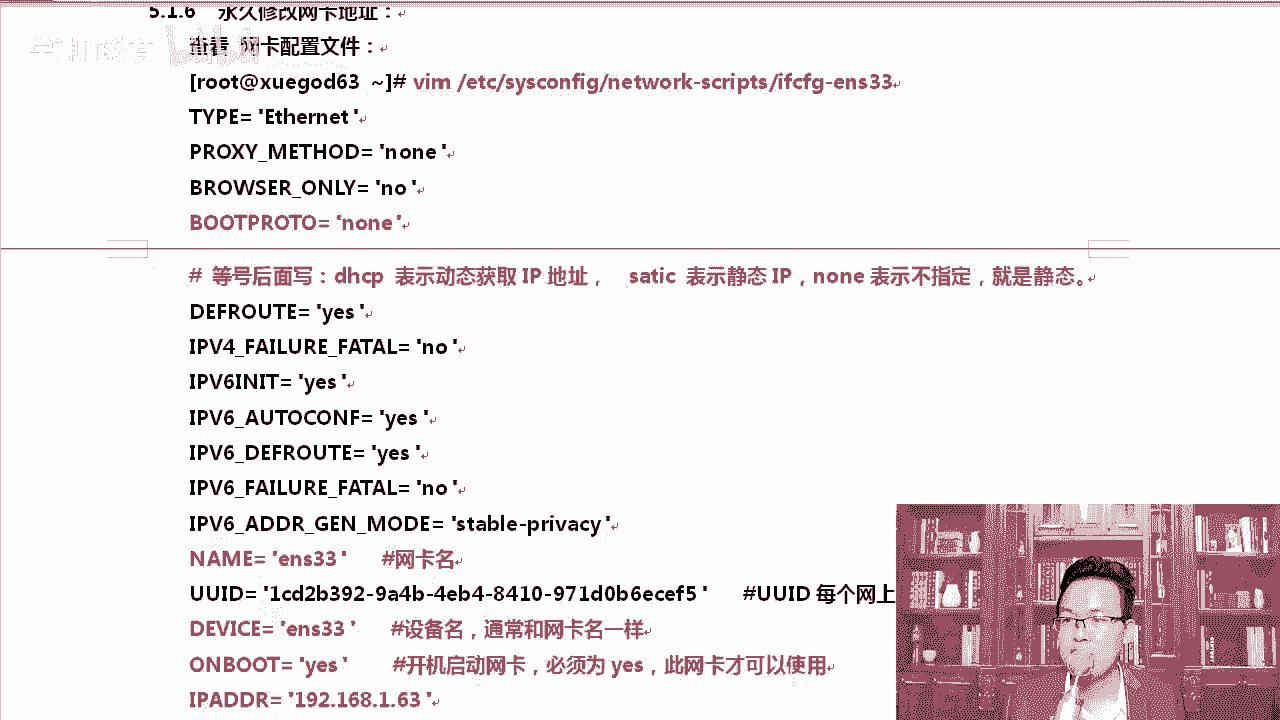 5.1.6 永久修改网卡地址：
查看 网卡配置文件：
[root@xuegod63 ~]# vim /etc/sysconfig/network-scripts/ifcfg-ens33
TYPE= 'Ethernet '
PROXY_METHOD= 'none '
BROWSER_ONLY= 'no '
BOOTPROTO= 'none '
# 等号后面写：dhcp 表示动态获取 IP 地址， satic 表示静态 IP，none 表示不指定，就是静态。
DEFROUTE= 'yes '
IPV4_FAILURE_FATAL= 'no '
IPV6INIT= 'yes '
IPV6_AUTOCONF= 'yes '
IPV6_DEFROUTE= 'yes '
IPV6_FAILURE_FATAL= 'no '
IPV6_ADDR_GEN_MODE= 'stable-privacy '
NAME= 'ens33 ' #网卡名
UUID= '1cd2b392-9a4b-4eb4-8410-971d0b6ecef5 ' #UUID 每个网上
DEVICE= 'ens33 ' #设备名，通常和网卡名一样
ONBOOT= 'yes ' #开机启动网卡，必须为 yes，此网卡才可以使用
IPADDR= '192.168.1.63 '